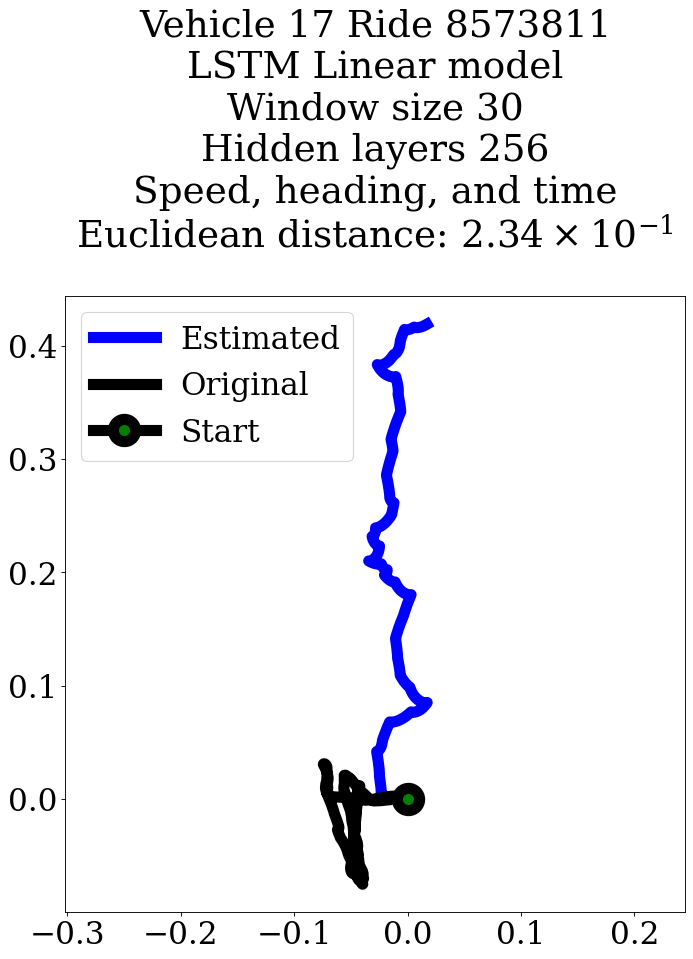 Vehicle 17 Ride 8573811
LSTM Linear model
Window size 30
Hidden layers 256
Speed, heading, and time
Euclidean distance: 2.34 × 10⁻¹
Estimated
Original
Start
0.4
0.3
0.2
0.1
0.0
−0.3 −0.2 −0.1 0.0 0.1 0.2